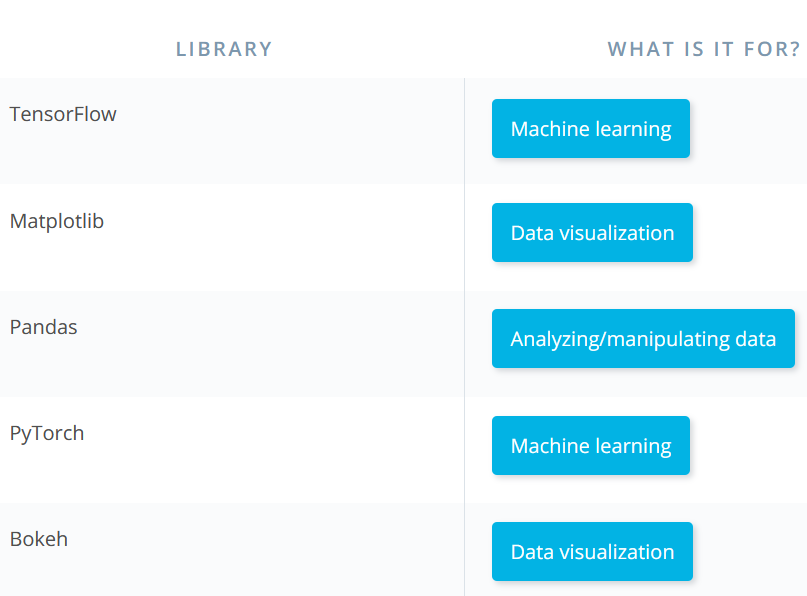 LIBRARY WHAT IS IT FOR?
TensorFlow Machine learning
Matplotlib Data visualization
Pandas Analyzing/manipulating data
PyTorch Machine learning
Bokeh Data visualization